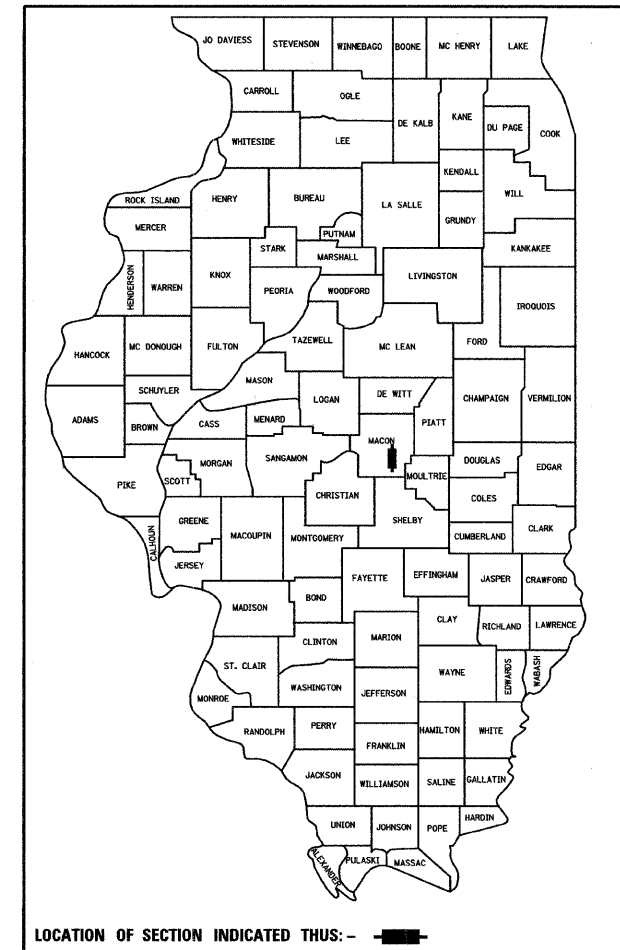 JO DAVIESS STEVENSON WINNEBAGO BOONE MC HENRY LAKE
CARROLL OGLE DE KALB KANE DU PAGE COOK
WHITESIDE LEE KENDALL WILL
ROCK ISLAND HENRY BUREAU LA SALLE GRUNDY
MERCER PUTNAM KANKAKEE
HENDERSON WARREN KNOX STARK MARSHALL LIVINGSTON
PEORIA WOODFORD IROQUOIS
HANCOCK MC DONOUGH FULTON TAZEWELL MC LEAN FORD
MASON
ADAMS SCHUYLER LOGAN DE WITT CHAMPAIGN VERMILION
BROWN CASS MENARD PIATT
MACON
PIKE SCOTT MORGAN SANGAMON MOULTRIE DOUGLAS EDGAR
CHRISTIAN COLES
CALHOUN GREENE MACOUPIN MONTGOMERY SHELBY CUMBERLAND CLARK
JERSEY FAYETTE EFFINGHAM JASPER CRAWFORD
MADISON BOND
CLINTON MARION CLAY RICHLAND LAWRENCE
ST. CLAIR WAYNE EDWARDS WABASH
MONROE WASHINGTON JEFFERSON
RANDOLPH PERRY HAMILTON WHITE
FRANKLIN
JACKSON WILLIAMSON SALINE GALLATIN
UNION JOHNSON POPE HARDIN
ALEXANDER PULASKI MASSAC
LOCATION OF SECTION INDICATED THUS: -